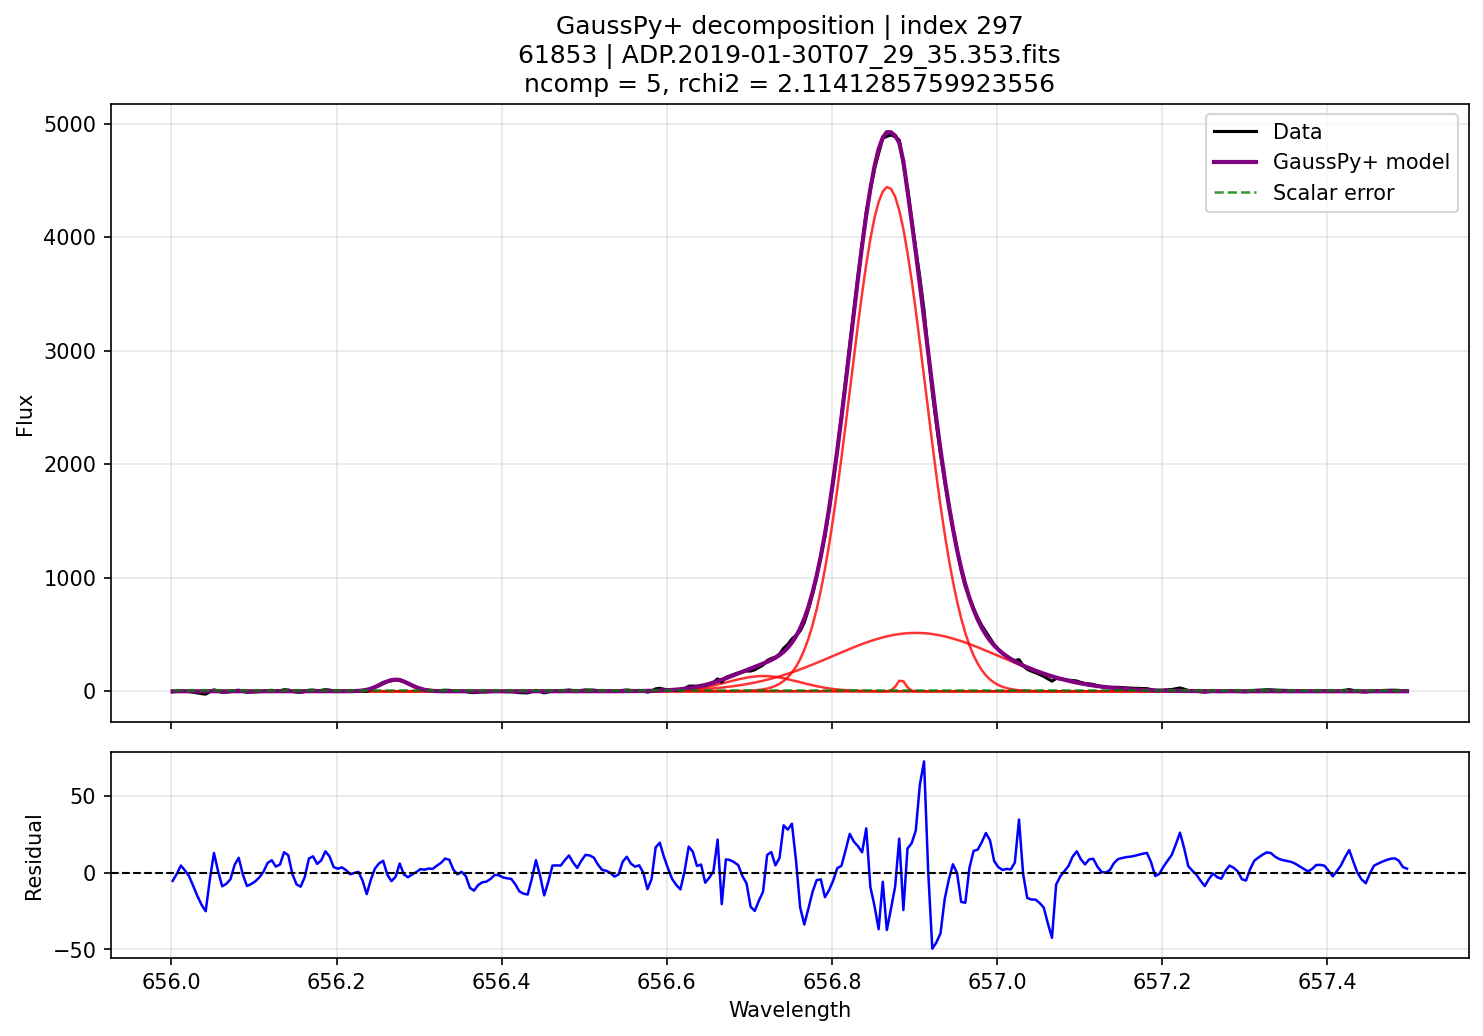 GaussPy+ decomposition | index 297
61853 | ADP.2019-01-30T07_29_35.353.fits
ncomp = 5, rchi2 = 2.1141285759923556
Data
GaussPy+ model
Scalar error
5000
4000
3000
2000
1000
0
Flux
50
0
−50
Residual
656.0 656.2 656.4 656.6 656.8 657.0 657.2 657.4
Wavelength